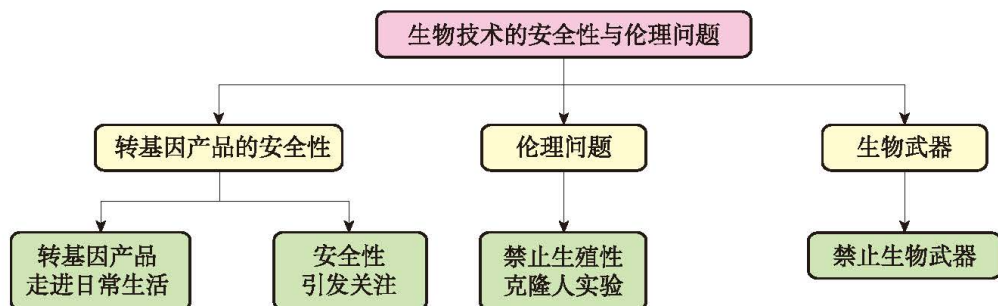 生物技术的安全性与伦理问题
转基因产品的安全性
伦理问题
生物武器
转基因产品
走进日常生活
安全性
引发关注
禁止生殖性
克隆人实验
禁止生物武器